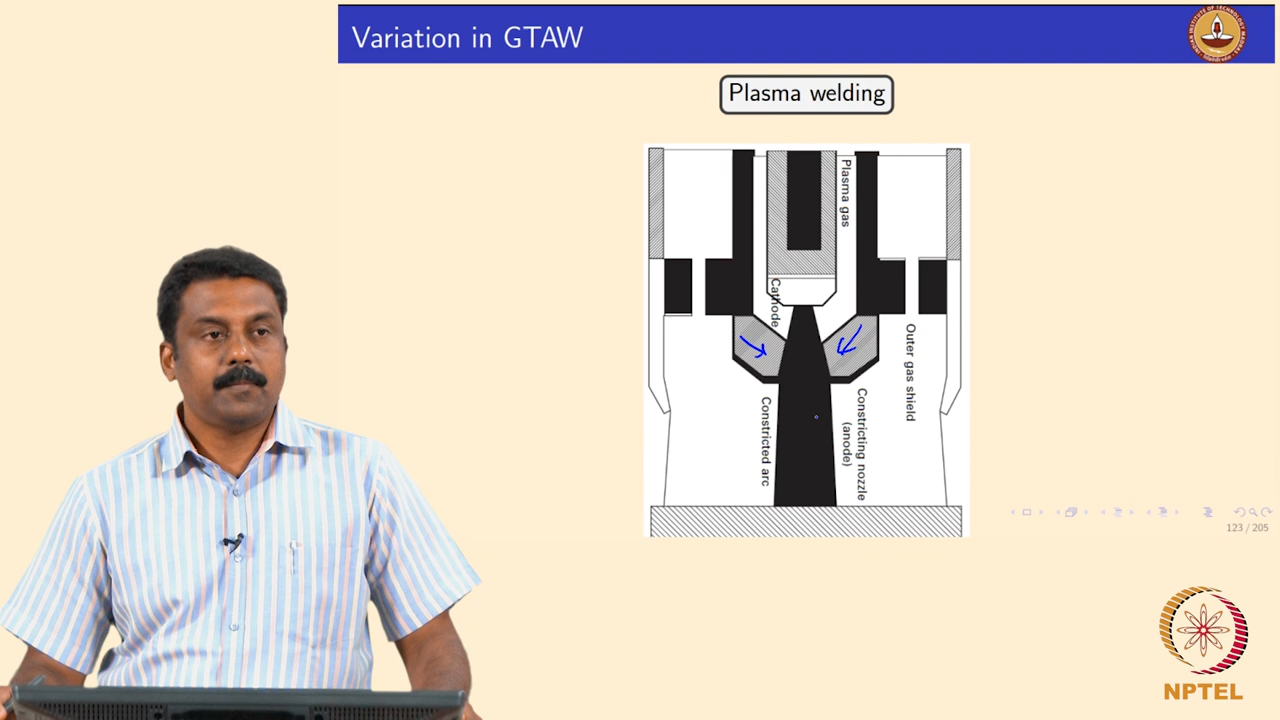 Variation in GTAW
Plasma welding
Plasma gas
Cathode
Outer gas shield
Constricting nozzle
(anode)
Constricted arc
123 / 205
NPTEL